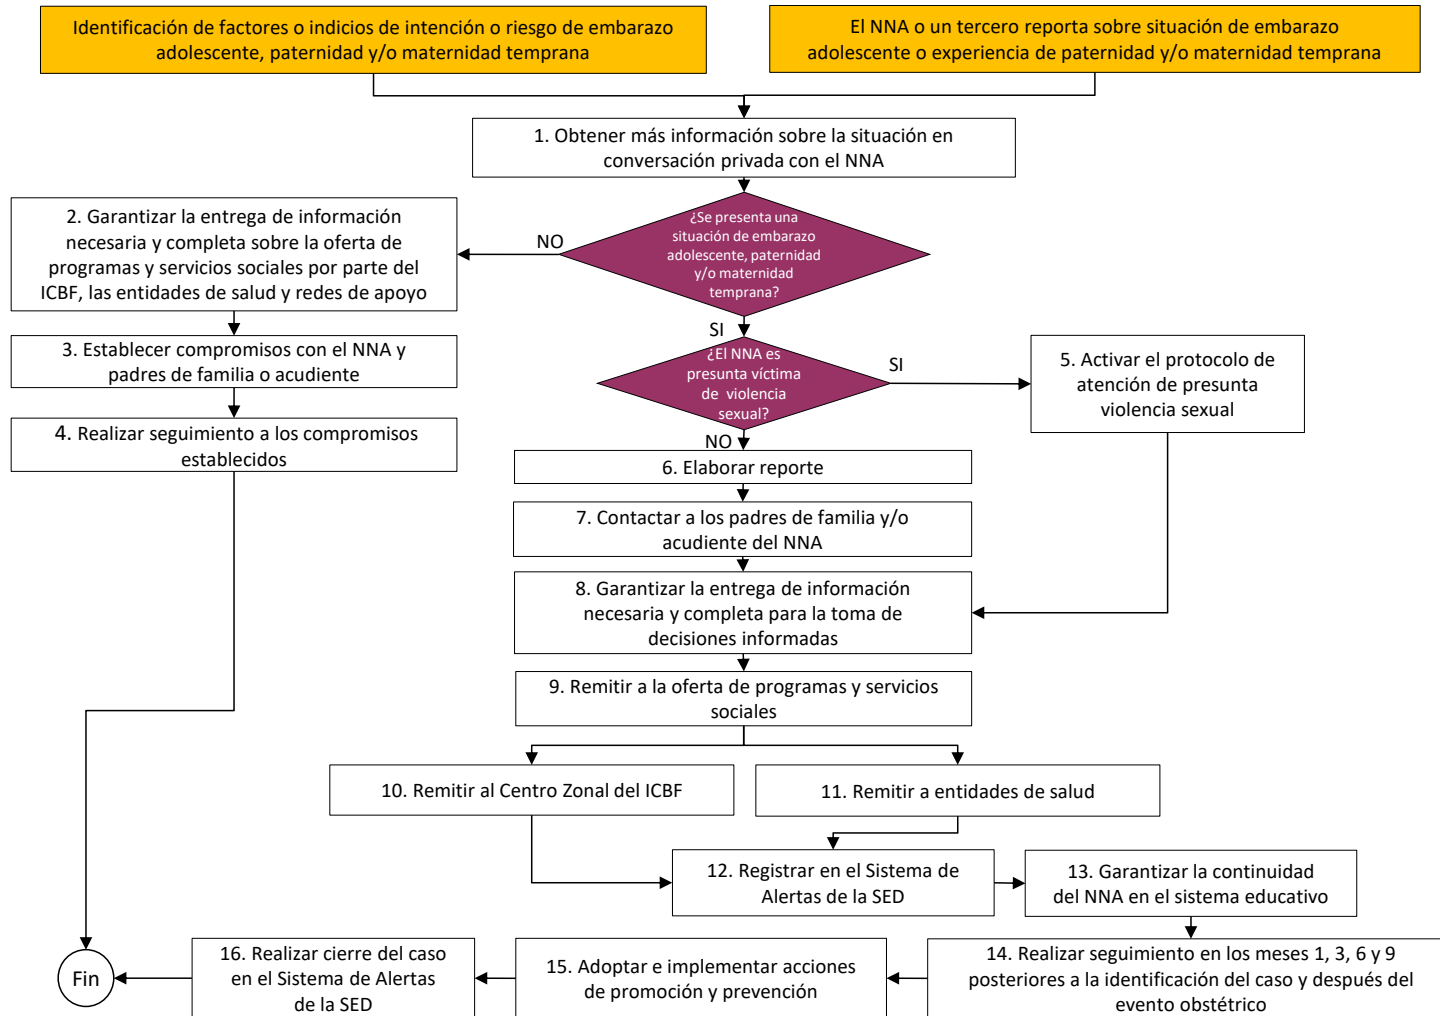 Identificación de factores o indicios de intención o riesgo de embarazo
adolescente, paternidad y/o maternidad temprana
El NNA o un tercero reporta sobre situación de embarazo
adolescente o experiencia de paternidad y/o maternidad temprana
1. Obtener más información sobre la situación en
conversación privada con el NNA
¿Se presenta una
situación de embarazo
adolescente, paternidad
y/o maternidad
temprana?
NO
2. Garantizar la entrega de información
necesaria y completa sobre la oferta de
programas y servicios sociales por parte del
ICBF, las entidades de salud y redes de apoyo
3. Establecer compromisos con el NNA y
padres de familia o acudiente
4. Realizar seguimiento a los compromisos
establecidos
SI
¿El NNA es
presunta víctima
de violencia
sexual?
SI
5. Activar el protocolo de
atención de presunta
violencia sexual
NO
6. Elaborar reporte
7. Contactar a los padres de familia y/o
acudiente del NNA
8. Garantizar la entrega de información
necesaria y completa para la toma de
decisiones informadas
9. Remitir a la oferta de programas y servicios
sociales
10. Remitir al Centro Zonal del ICBF
11. Remitir a entidades de salud
12. Registrar en el Sistema de
Alertas de la SED
13. Garantizar la continuidad
del NNA en el sistema educativo
14. Realizar seguimiento en los meses 1, 3, 6 y 9
posteriores a la identificación del caso y después del
evento obstétrico
15. Adoptar e implementar acciones
de promoción y prevención
16. Realizar cierre del caso
en el Sistema de Alertas
de la SED
Fin